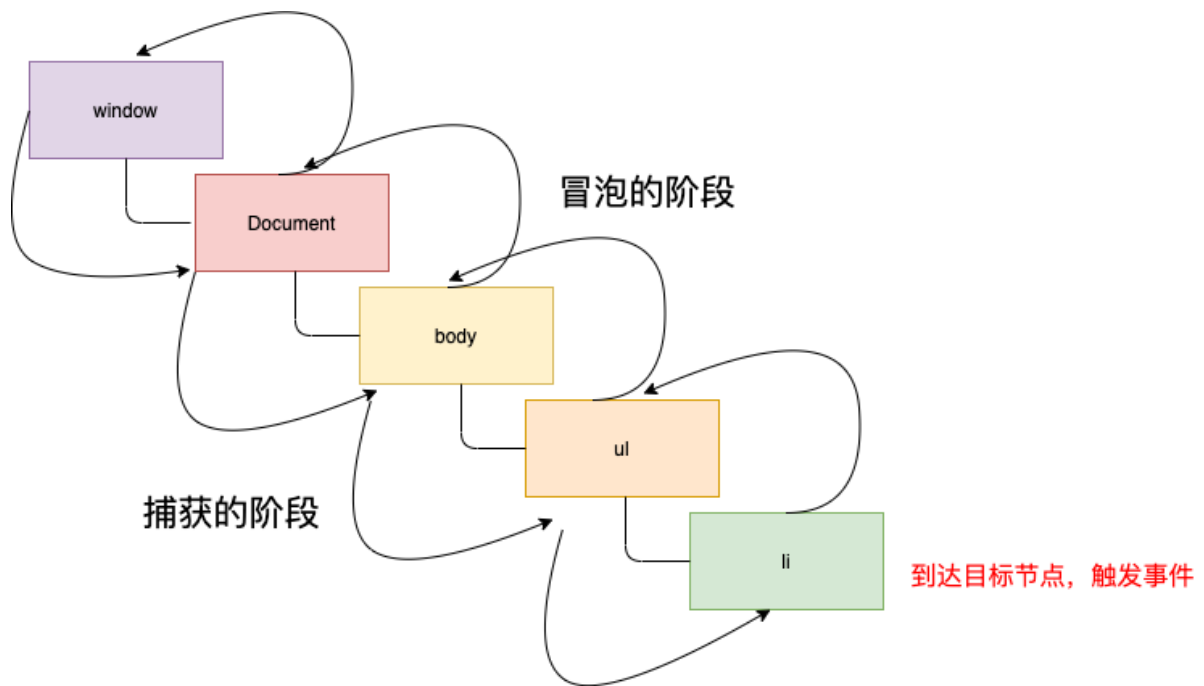 window
Document
冒泡的阶段
body
ul
捕获的阶段
li
到达目标节点，触发事件